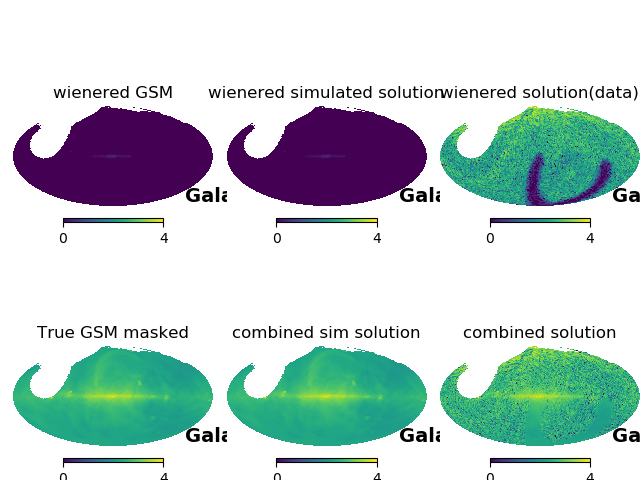 wienered GSM
wienered simulated solution
wienered solution(data)
Gala
Gala
Ga
0 4
0 4
0 4
True GSM masked
combined sim solution
combined solution
Gala
Gala
Ga
0 4
0 4
0 4